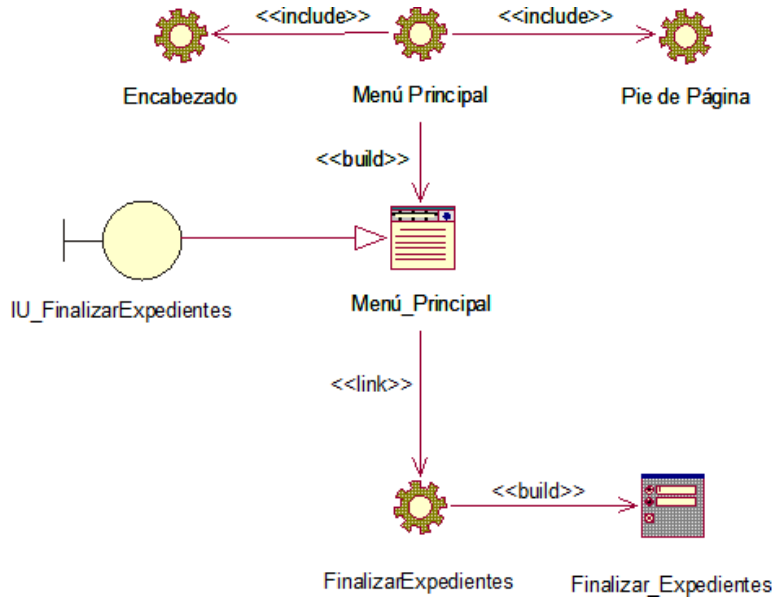 <<include>>
<<include>>
Encabezado
Menú Principal
Pie de Página
<<build>>
IU_FinalizarExpedientes
Menú_Principal
<<link>>
<<build>>
FinalizarExpedientes
Finalizar_Expedientes